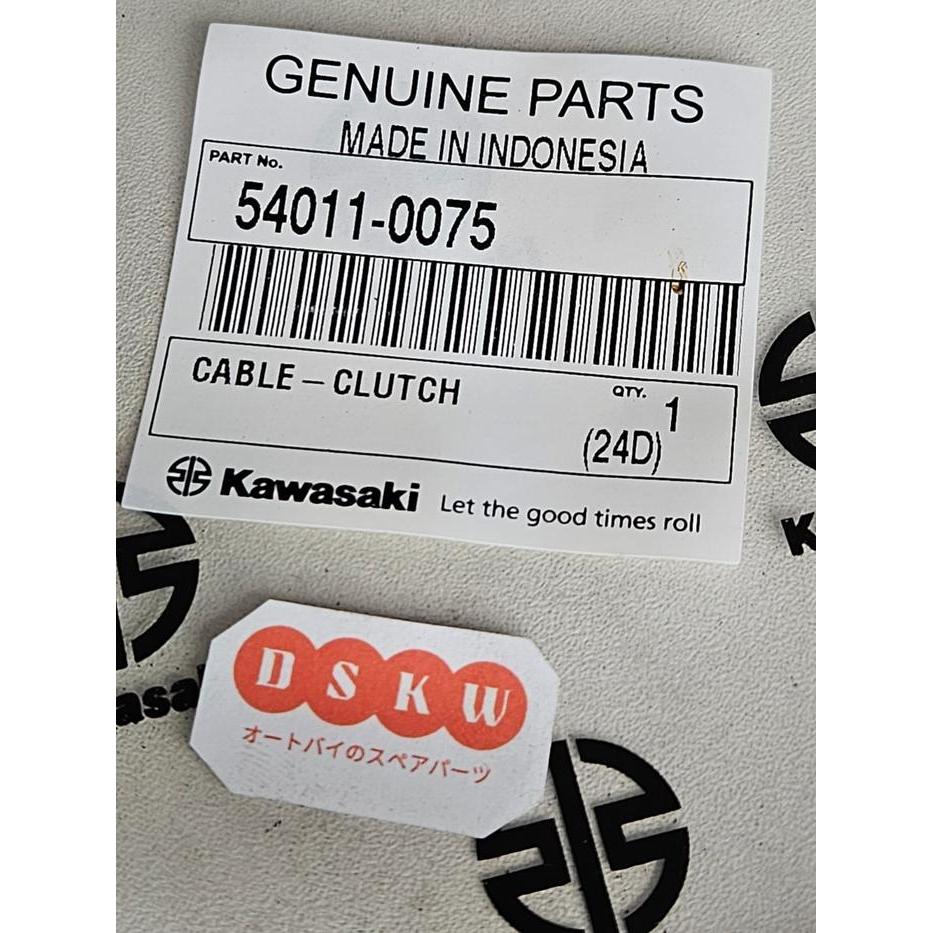 GENUINE PARTS
MADE IN INDONESIA
PART No.
54011-0075
CABLE – CLUTCH
QTY. 1
(24D)
Kawasaki Let the good times roll
DSKW
オートバイのスペアパーツ